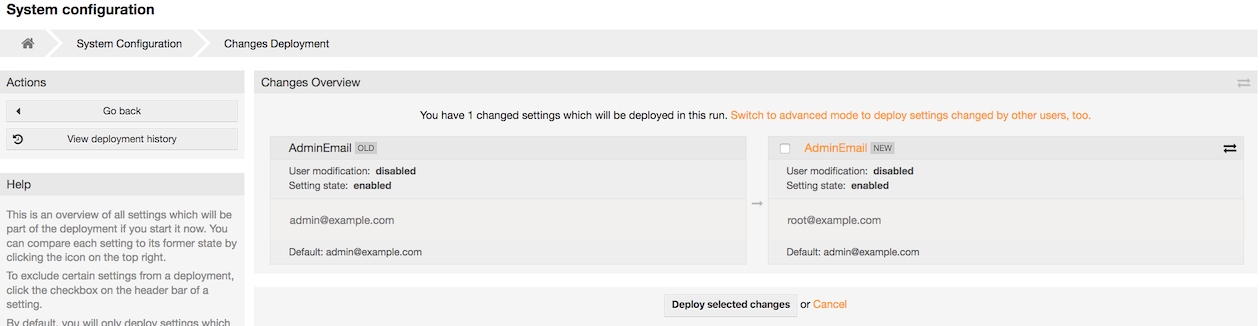 System configuration
System Configuration
Changes Deployment
Actions
Go back
View deployment history
Help
This is an overview of all settings which will be
part of the deployment if you start it now. You
can compare each setting to its former state by
clicking the icon on the top right.
To exclude certain settings from a deployment,
click the checkbox on the header bar of a
setting.
By default, you will only deploy settings which
Changes Overview
You have 1 changed settings which will be deployed in this run. Switch to advanced mode to deploy settings changed by other users, too.
AdminEmail OLD
User modification: disabled
Setting state: enabled
admin@example.com
Default: admin@example.com
AdminEmail NEW
User modification: disabled
Setting state: enabled
root@example.com
Default: admin@example.com
Deploy selected changes or Cancel